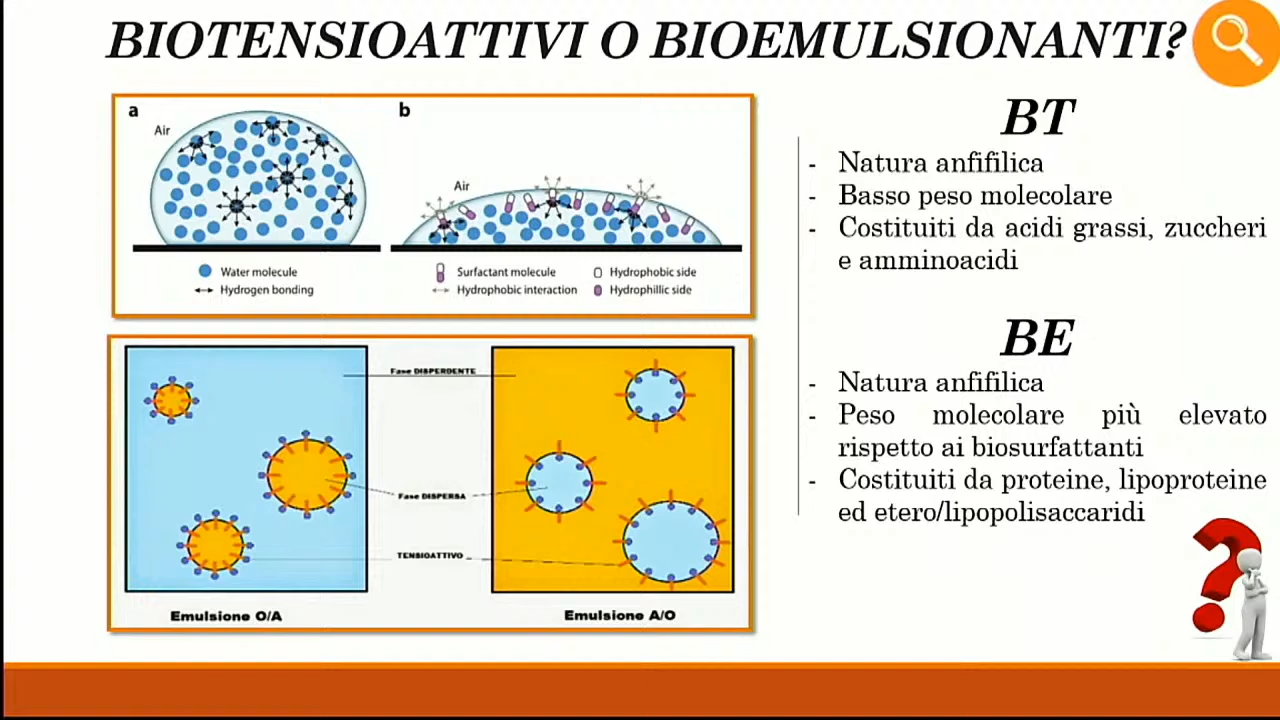 BIOTENSIOATTIVI O BIOEMULSIONANTI?
a
b
Air
Air
Water molecule
Hydrogen bonding
Surfactant molecule
Hydrophobic side
Hydrophobic interaction
Hydrophillic side
Fase DISPERDENTE
Fase DISPERSA
TENSIOATTIVO
Emulsione O/A
Emulsione A/O
BT
- Natura anfifilica
- Basso peso molecolare
- Costituiti da acidi grassi, zuccheri
e amminoacidi
BE
- Natura anfifilica
- Peso molecolare più elevato
rispetto ai biosurfattanti
- Costituiti da proteine, lipoproteine
ed etero/lipopolisaccaridi